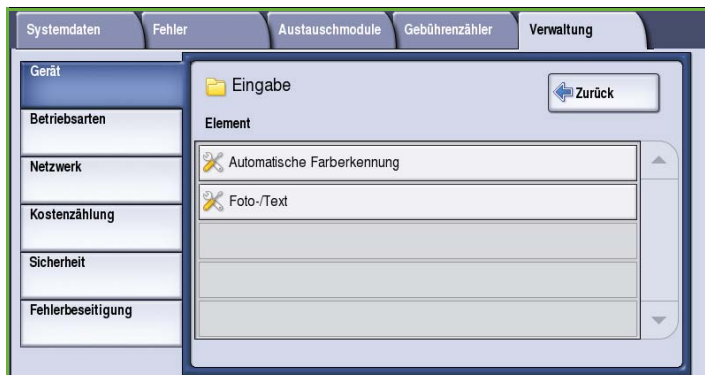 Systemdaten
Fehler
Austauschmodule
Gebührenzähler
Verwaltung
Gerät
Betriebsarten
Netzwerk
Kostenzählung
Sicherheit
Fehlerbeseitigung
Eingabe
Zurück
Element
Automatische Farberkennung
Foto-/Text